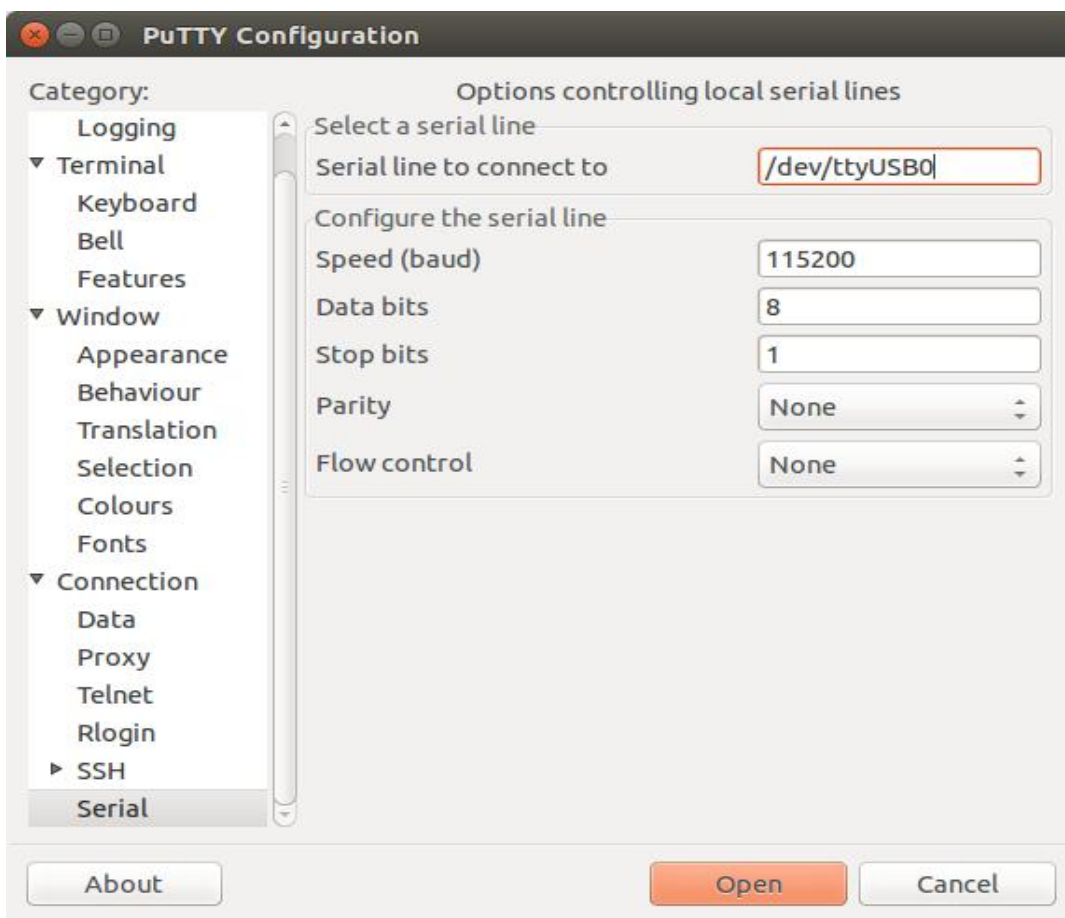 PuTTY Configuration
Category:
Logging
Terminal
Keyboard
Bell
Features
Window
Appearance
Behaviour
Translation
Selection
Colours
Fonts
Connection
Data
Proxy
Telnet
Rlogin
SSH
Serial
Options controlling local serial lines
Select a serial line
Serial line to connect to /dev/ttyUSB0
Configure the serial line
Speed (baud) 115200
Data bits 8
Stop bits 1
Parity None
Flow control None
About Open Cancel